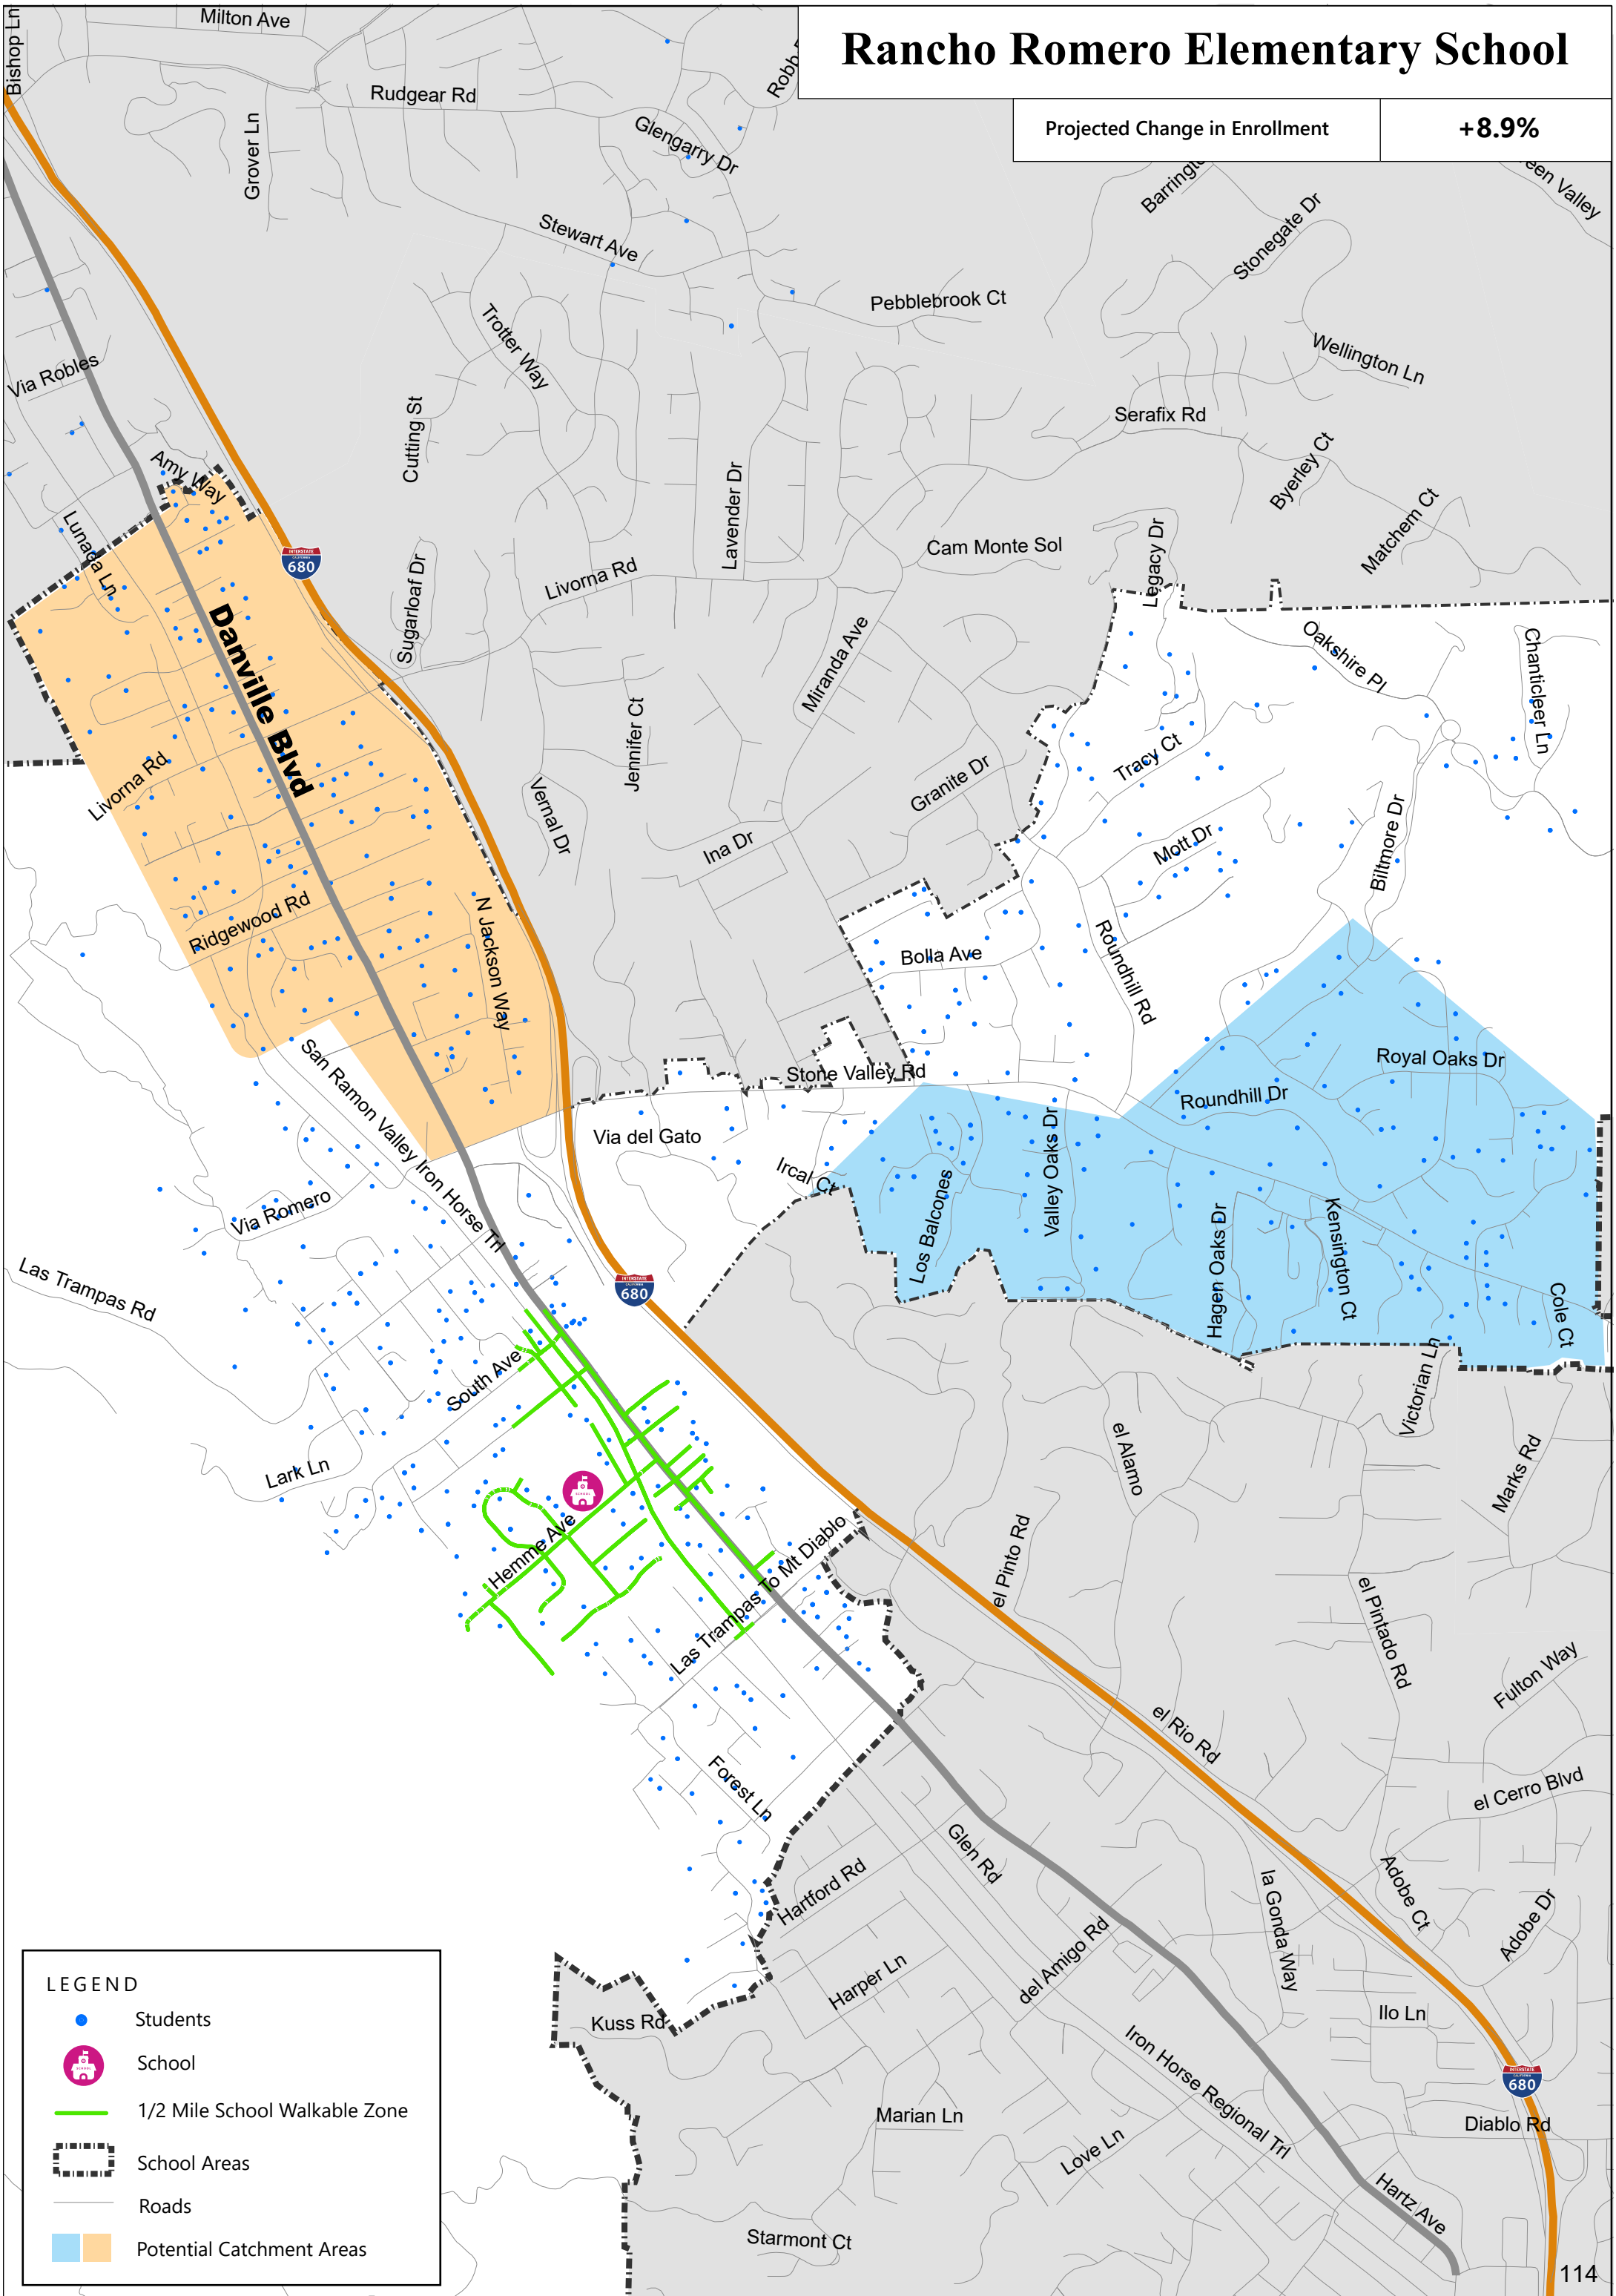 Rancho Romero Elementary School
Projected Change in Enrollment
+8.9%
Bishop Ln
Milton Ave
Rudgear Rd
Grover Ln
Glengarry Dr
Stewart Ave
Pebblebrook Ct
Stonegate Dr
Wellington Ln
Via Robles
Trotter Way
Cutting St
Serafix Rd
Byerley Ct
Matchem Ct
Amy Way
Lunada Ln
Lavender Dr
Cam Monte Sol
Legacy Dr
INTERSTATE
CALIFORNIA
680
Sugarloaf Dr
Livorna Rd
Danville Blvd
Miranda Ave
Oakshire Pl
Chanticleer Ln
Jennifer Ct
Tracy Ct
Livorna Rd
Vernal Dr
Granite Dr
Ina Dr
Mott Dr
Biltmore Dr
Ridgewood Rd
N Jackson Way
Bolla Ave
Roundhill Rd
San Ramon Valley Iron Horse Trl
Stone Valley Rd
Royal Oaks Dr
Roundhill Dr
Via del Gato
Ircal Ct
Valley Oaks Dr
Los Balcones
Via Romero
Hagen Oaks Dr
Kensington Ct
Las Trampas Rd
INTERSTATE
CALIFORNIA
680
Cole Ct
South Ave
Victorian Ln
Lark Ln
el Alamo
Marks Rd
SCHOOL
Hemme Ave
Las Trampas To Mt Diablo
el Pinto Rd
el Pintado Rd
Fulton Way
el Rio Rd
Forest Ln
el Cerro Blvd
Glen Rd
Hartford Rd
la Gonda Way
Adobe Ct
Adobe Dr
del Amigo Rd
Harper Ln
Kuss Rd
Ilo Ln
Iron Horse Regional Trl
INTERSTATE
CALIFORNIA
680
Marian Ln
Love Ln
Diablo Rd
Hartz Ave
Starmont Ct
LEGEND
Students
SCHOOL
School
1/2 Mile School Walkable Zone
School Areas
Roads
Potential Catchment Areas
114